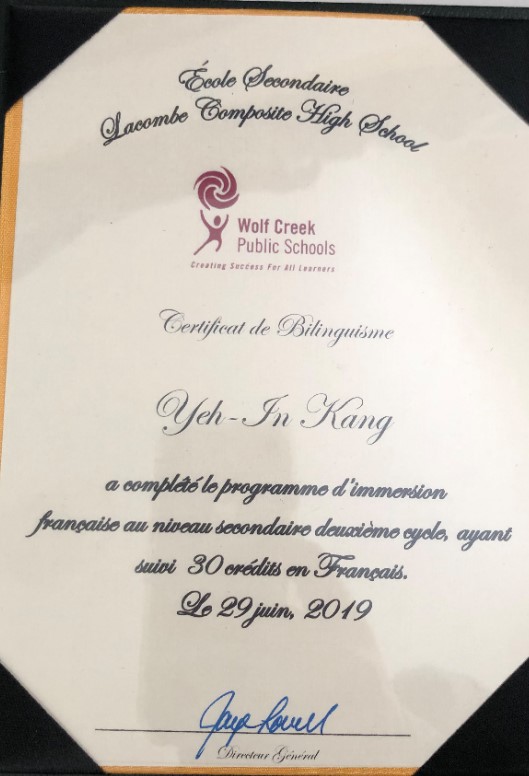 École Secondaire
Lacombe Composite High School
Wolf Creek
Public Schools
Creating Success For All Learners
Certificat de Bilinguisme
Yeh-In Kang
a complété le programme d'immersion
française au niveau secondaire deuxième cycle, ayant
suivi 30 crédits en Français.
Le 29 juin, 2019
Directeur Général